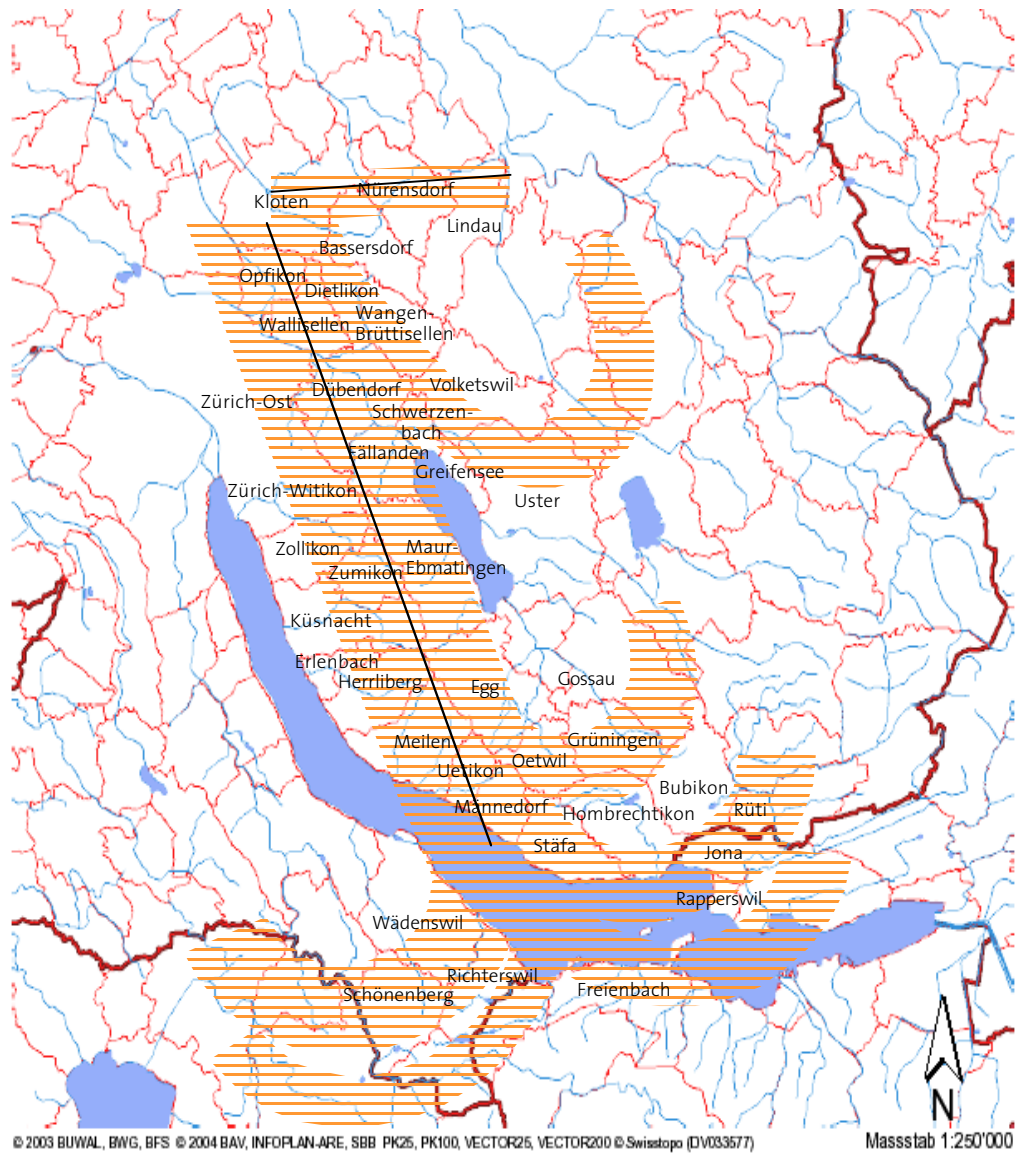 Nürensdorf
Kloten
Lindau
Bassersdorf
Opfikon
Dietlikon
Wangen-
Brüttisellen
Wallisellen
Dübendorf
Volketswil
Zürich-Ost
Schwerzen-
bach
Fällanden
Greifensee
Zürich-Witikon
Uster
Zollikon
Maur-
Ebmatingen
Zumikon
Küsnacht
Erlenbach
Herrliberg
Egg
Gossau
Meilen
Grüningen
Oetwil
Uetikon
Bubikon
Männedorf
Hombrechtikon
Rüti
Stäfa
Jona
Rapperswil
Wädenswil
Richterswil
Schönenberg
Freienbach
N
© 2003 BUWAL, BWG, BFS © 2004 BAV, INFOPLAN-ARE, SBB PK25, PK100, VECTOR25, VECTOR200 © Swisstopo (DV033577)
Massstab 1:250'000